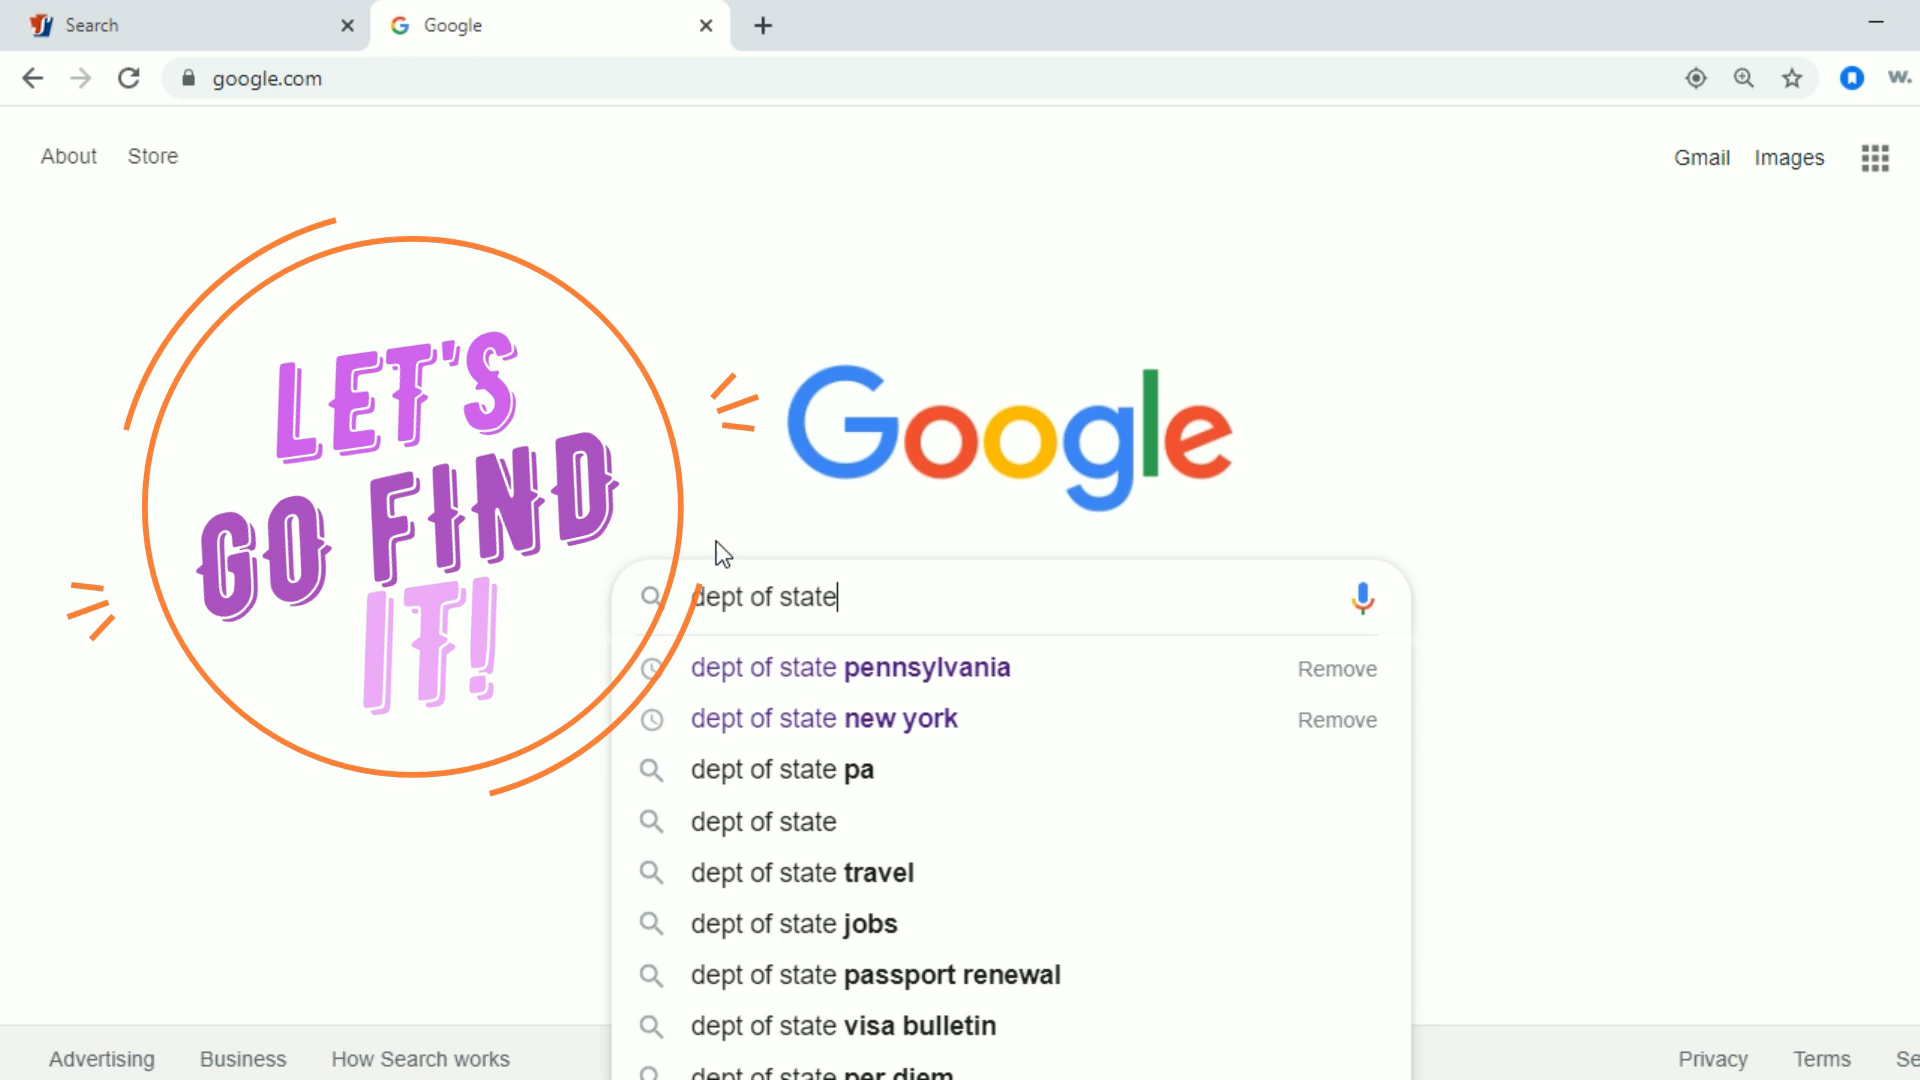 Search
Google
google.com
w.
About Store
Gmail Images
LET'S
GO FIND
IT!
Google
dept of state
dept of state pennsylvania Remove
dept of state new york Remove
dept of state pa
dept of state
dept of state travel
dept of state jobs
dept of state passport renewal
dept of state visa bulletin
dept of state per diem
Advertising Business How Search works
Privacy Terms Se